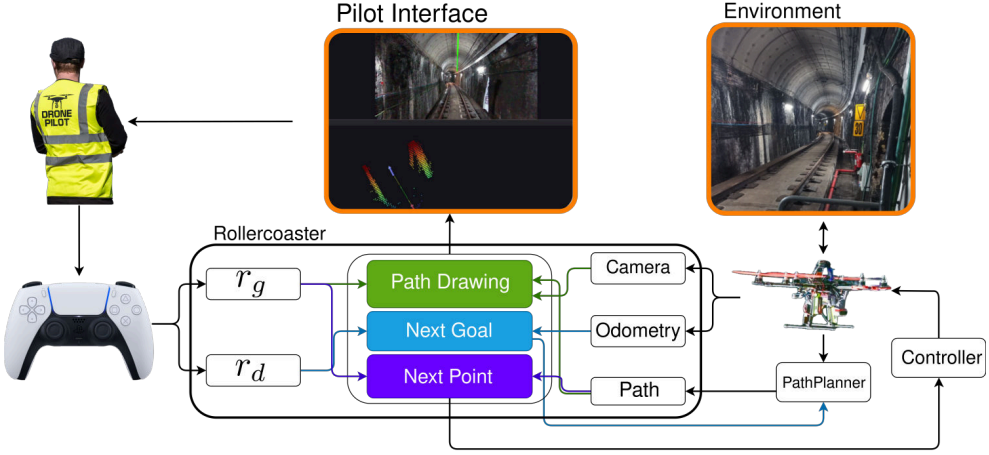 Pilot Interface
Environment
DRONE
PILOT
30
Rollercoaster
r_g
Path Drawing
Camera
Next Goal
Odometry
r_d
Next Point
Path
PathPlanner
Controller